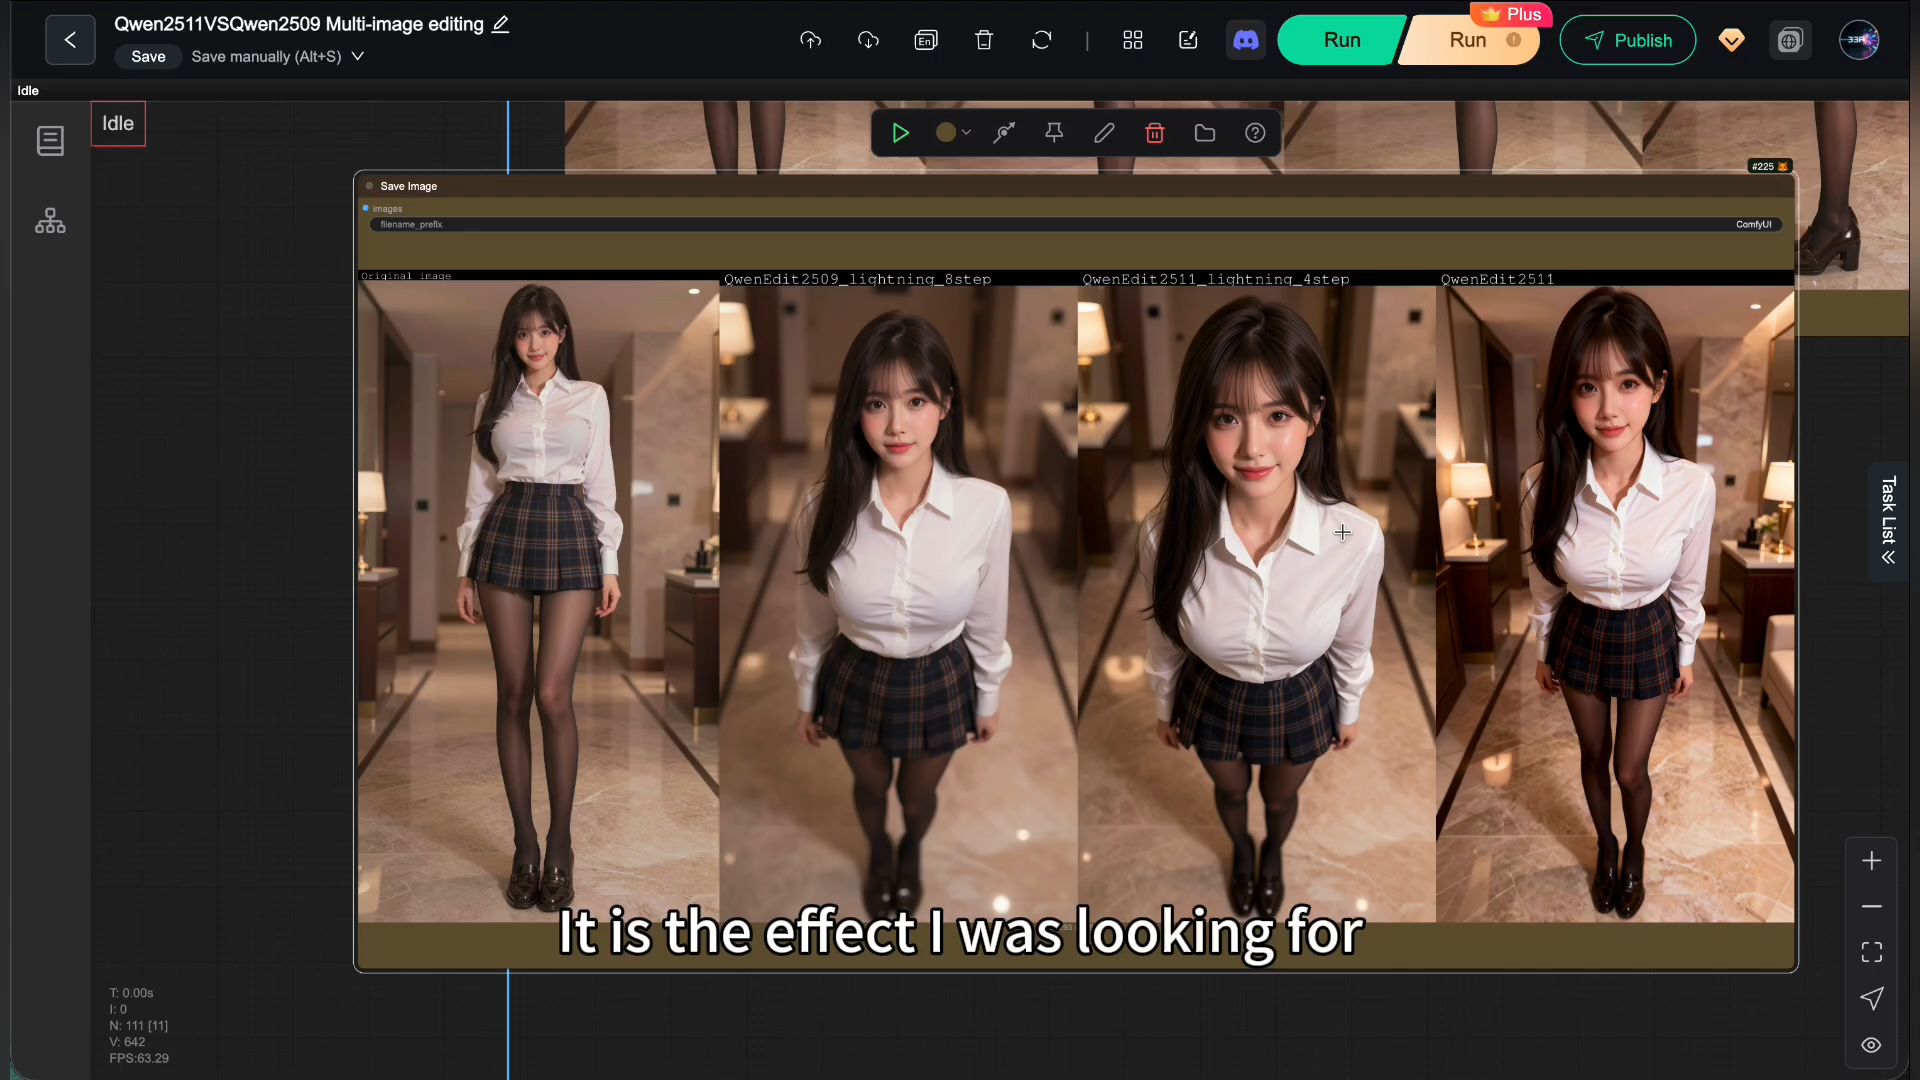 Qwen2511VSQwen2509 Multi-image editing
Save
Save manually (Alt+S)
En
Run
Run
Plus
Publish
Idle
Idle
#225
Save Image
images
filename_prefix
ComfyUI
Original image
QwenEdit2509_lightning_8step
QwenEdit2511_lightning_4step
QwenEdit2511
Task List
It is the effect I was looking for
T: 0.00s
I: 0
N: 111 [11]
V: 642
FPS:63.29